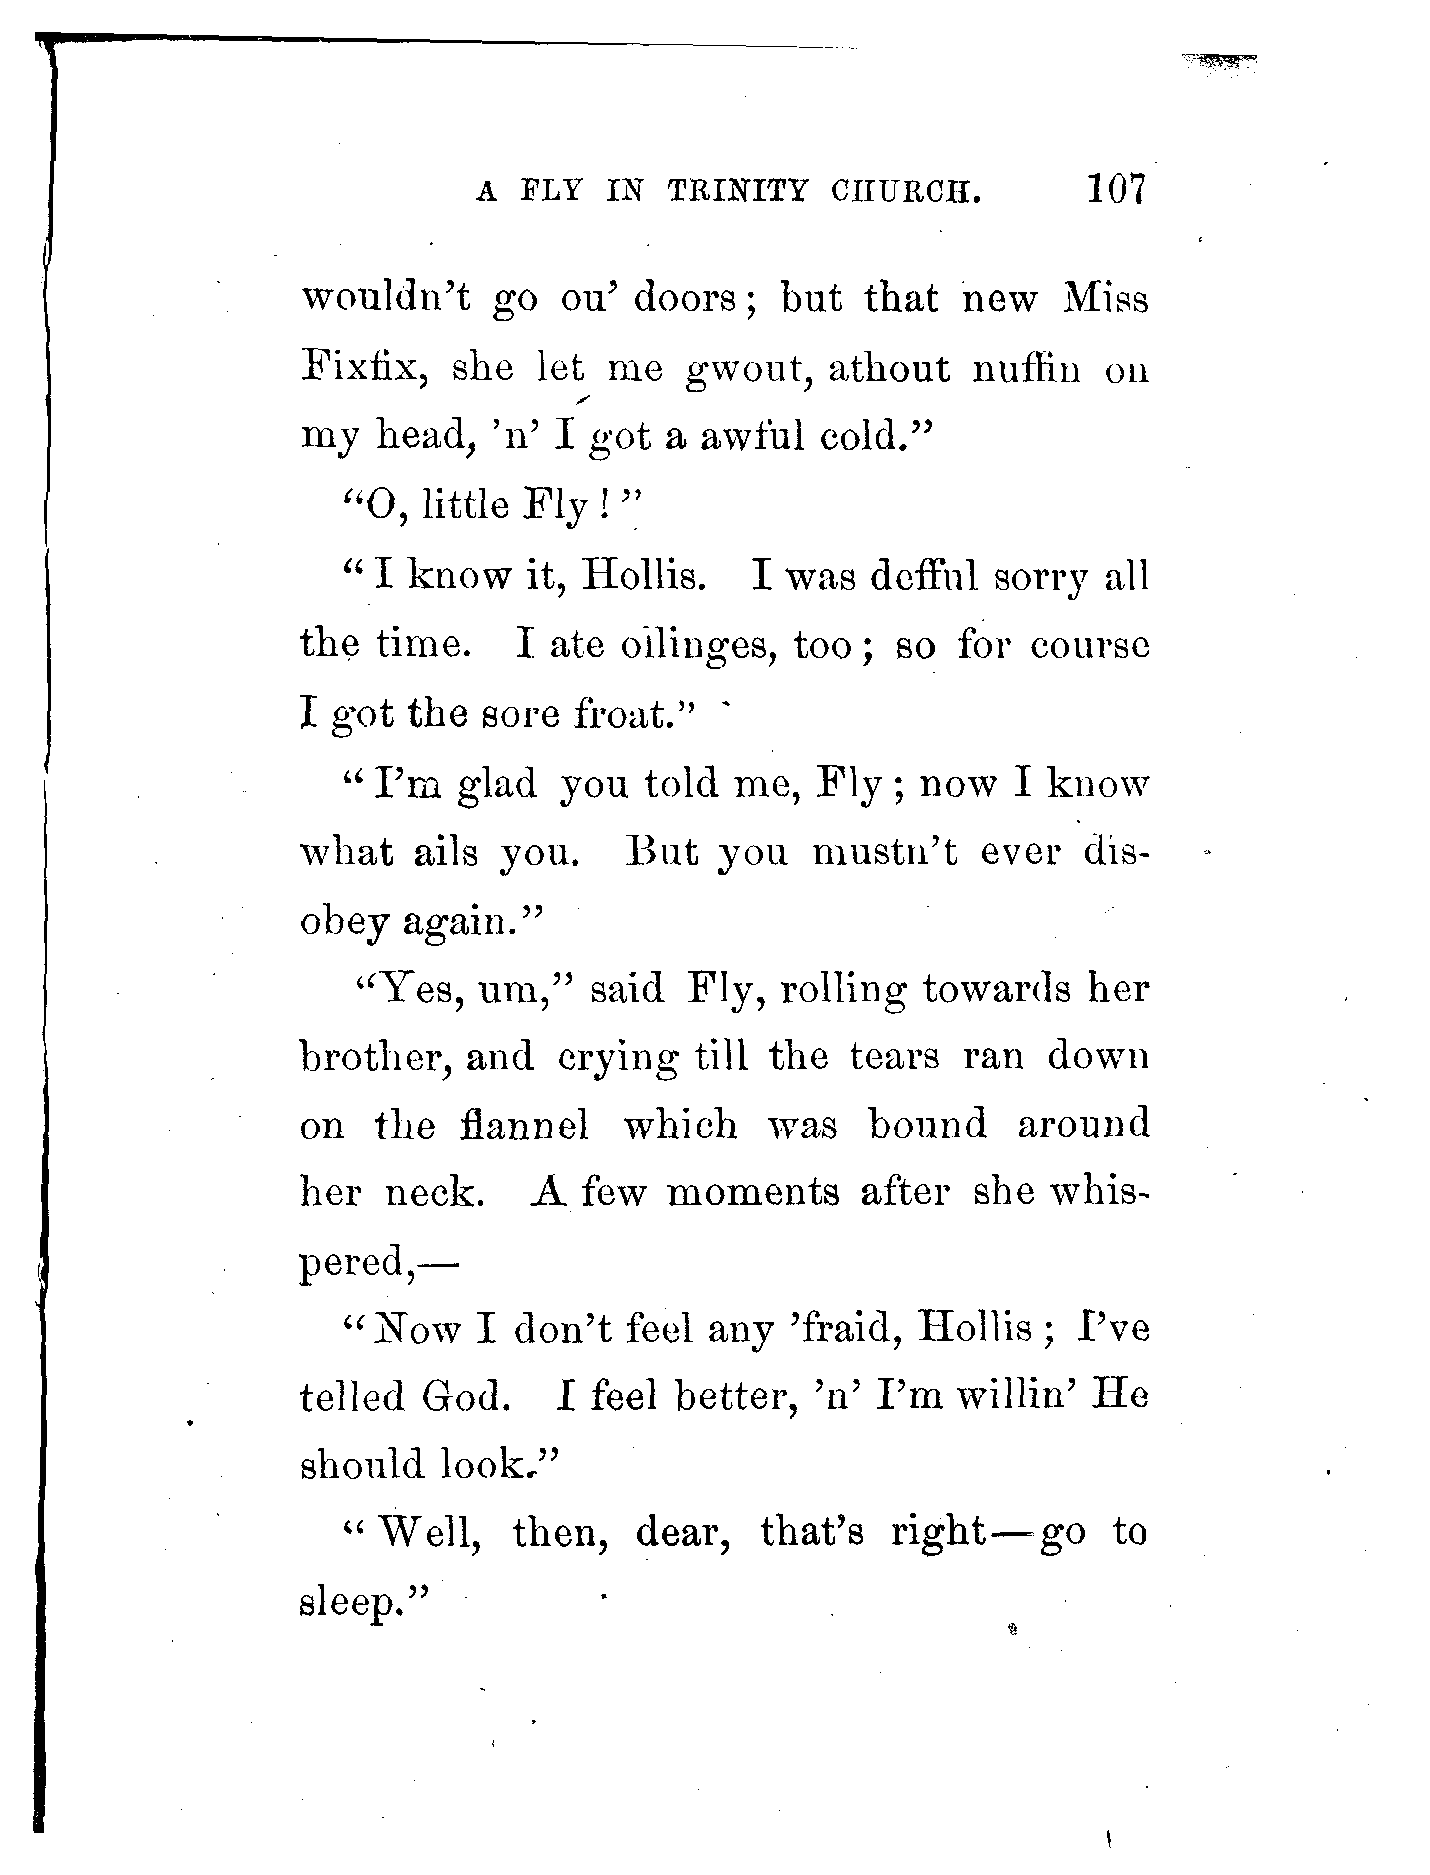 A FLY IN TRINITY CHURCH. 107
wouldn't go ou' doors; but that new Miss
Fixfix, she let me gwout, athout nuffin on
my head, 'n' I got a awful cold."
"O, little Fly!"
"I know it, Hollis. I was defful sorry all
the time. I ate oilinges, too; so for course
I got the sore froat."
"I'm glad you told me, Fly; now I know
what ails you. But you mustn't ever dis-
obey again."
"Yes, um," said Fly, rolling towards her
brother, and crying till the tears ran down
on the flannel which was bound around
her neck. A few moments after she whis-
pered,—
"Now I don't feel any 'fraid, Hollis; I've
telled God. I feel better, 'n' I'm willin' He
should look."
"Well, then, dear, that's right—go to
sleep."